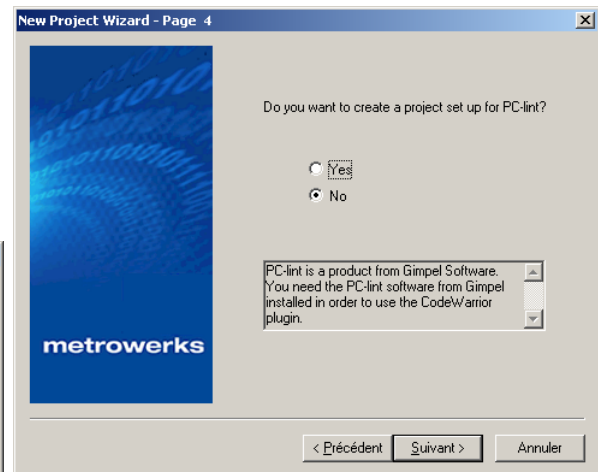 New Project Wizard - Page 4
Do you want to create a project set up for PC-lint?
Yes
No
PC-lint is a product from Gimpel Software.
You need the PC-lint software from Gimpel
installed in order to use the CodeWarrior
plugin.
metrowerks
< Précédent
Suivant >
Annuler